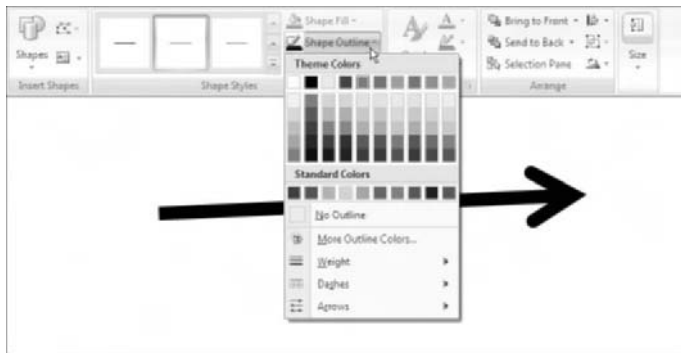 Shape Fill
Shape Outline
Shapes
Bring to Front
Send to Back
Selection Pane
Size
Insert Shapes
Shape Styles
Arrange
Theme Colors
Standard Colors
No Outline
More Outline Colors...
Weight
Dashes
Arrows